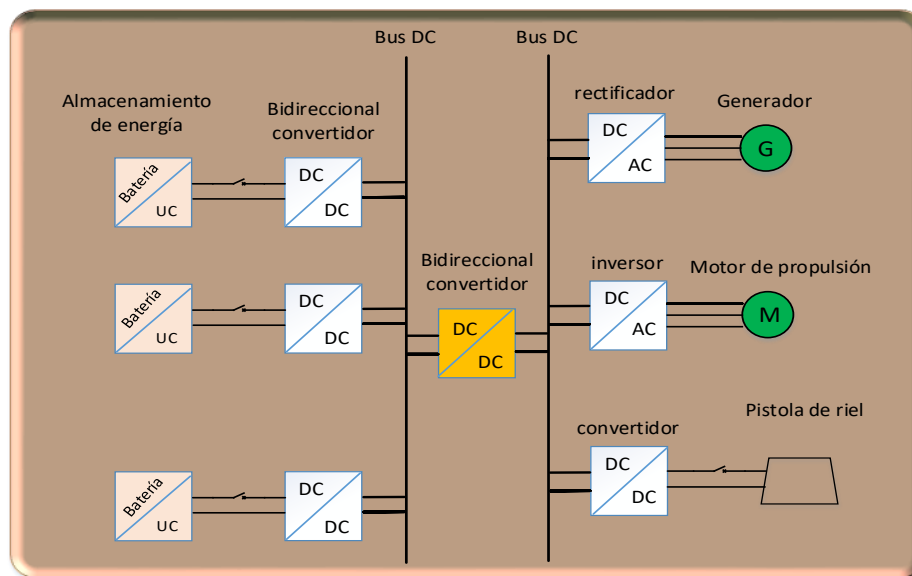 Bus DC
Bus DC
Almacenamiento
de energía
Bidireccional
convertidor
rectificador
Generador
Batería
UC
DC
DC
DC
AC
G
Bidireccional
convertidor
inversor
Motor de propulsión
Batería
UC
DC
DC
DC
DC
DC
AC
M
convertidor
Pistola de riel
Batería
UC
DC
DC
DC
DC